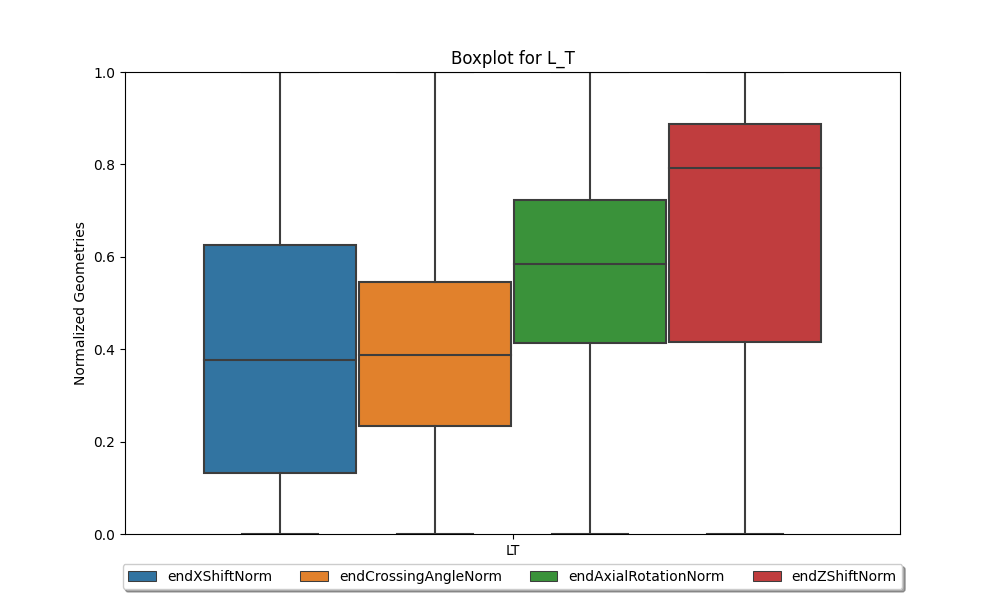 Boxplot for L_T
1.0
0.8
0.6
0.4
0.2
0.0
Normalized Geometries
LT
endXShiftNorm endCrossingAngleNorm endAxialRotationNorm endZShiftNorm